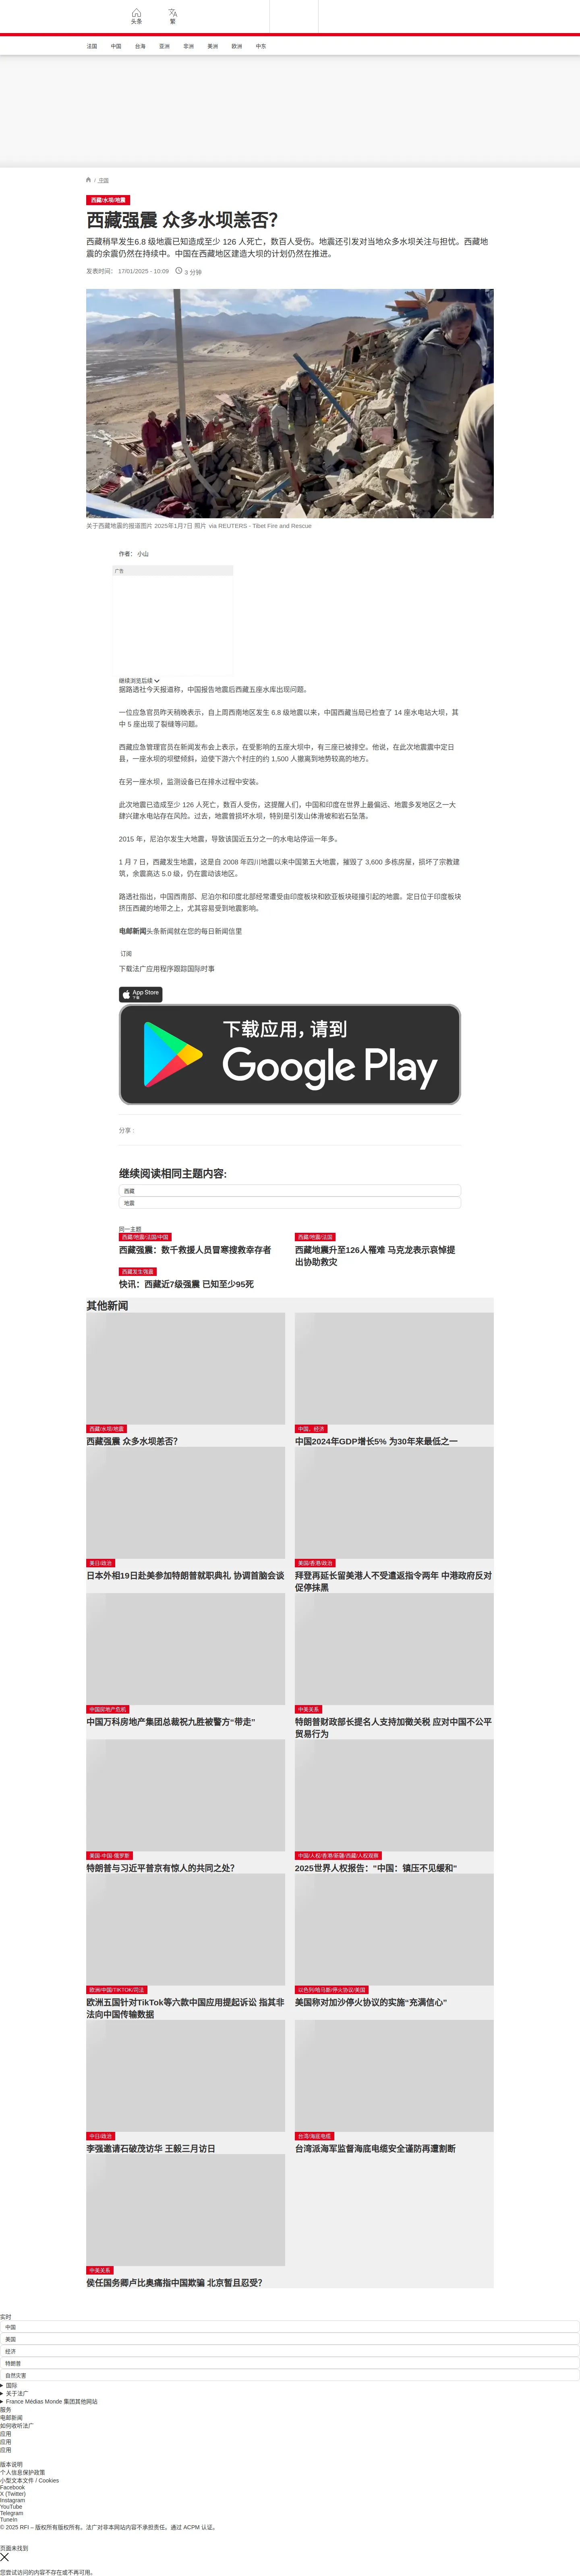 头条
繁
法国
中国
台海
亚洲
非洲
美洲
欧洲
中东
/ 中国
西藏/水坝/地震
西藏强震 众多水坝恙否？
西藏稍早发生6.8 级地震已知造成至少 126 人死亡，数百人受伤。地震还引发对当地众多水坝关注与担忧。西藏地
震的余震仍然在持续中。中国在西藏地区建造大坝的计划仍然在推进。
发表时间： 17/01/2025 - 10:09
3 分钟
关于西藏地震的报道图片 2025年1月7日 照片 via REUTERS - Tibet Fire and Rescue
作者： 小山
广告
继续浏览后续
据路透社今天报道称，中国报告地震后西藏五座水库出现问题。
一位应急官员昨天稍晚表示，自上周西南地区发生 6.8 级地震以来，中国西藏当局已检查了 14 座水电站大坝，其
中 5 座出现了裂缝等问题。
西藏应急管理官员在新闻发布会上表示，在受影响的五座大坝中，有三座已被排空。他说，在此次地震震中定日
县，一座水坝的坝壁倾斜，迫使下游六个村庄的约 1,500 人撤离到地势较高的地方。
在另一座水坝，监测设备已在排水过程中安装。
此次地震已造成至少 126 人死亡，数百人受伤，这提醒人们，中国和印度在世界上最偏远、地震多发地区之一大
肆兴建水电站存在风险。过去，地震曾损坏水坝，特别是引发山体滑坡和岩石坠落。
2015 年，尼泊尔发生大地震，导致该国近五分之一的水电站停运一年多。
1 月 7 日，西藏发生地震，这是自 2008 年四川地震以来中国第五大地震，摧毁了 3,600 多栋房屋，损坏了宗教建
筑，余震高达 5.0 级，仍在震动该地区。
路透社指出，中国西南部、尼泊尔和印度北部经常遭受由印度板块和欧亚板块碰撞引起的地震。定日位于印度板块
挤压西藏的地带之上，尤其容易受到地震影响。
电邮新闻头条新闻就在您的每日新闻信里
订阅
下载法广应用程序跟踪国际时事
App Store
下载
下载应用，请到
Google Play
分享 :
继续阅读相同主题内容:
西藏
地震
同一主题
西藏/地震/法国/中国
西藏强震：数千救援人员冒寒搜救幸存者
西藏/地震/法国
西藏地震升至126人罹难 马克龙表示哀悼提
出协助救灾
西藏发生强震
快讯：西藏近7级强震 已知至少95死
其他新闻
西藏/水坝/地震
西藏强震 众多水坝恙否？
中国，经济
中国2024年GDP增长5% 为30年来最低之一
美日/政治
日本外相19日赴美参加特朗普就职典礼 协调首脑会谈
美国/香港/政治
拜登再延长留美港人不受遣返指令两年 中港政府反对
促停抹黑
中国房地产危机
中国万科房地产集团总裁祝九胜被警方“带走”
中美关系
特朗普财政部长提名人支持加徵关税 应对中国不公平
贸易行为
美国·中国·俄罗斯
特朗普与习近平普京有惊人的共同之处？
中国/人权/香港/新疆/西藏/人权观察
2025世界人权报告："中国：镇压不见缓和"
欧洲/中国/TIKTOK/司法
欧洲五国针对TikTok等六款中国应用提起诉讼 指其非
法向中国传输数据
以色列/哈马斯/停火协议/美国
美国称对加沙停火协议的实施“充满信心”
中日/政治
李强邀请石破茂访华 王毅三月访日
台湾/海底电缆
台湾派海军监督海底电缆安全谨防再遭割断
中美关系
侯任国务卿卢比奥痛指中国欺骗 北京暂且忍受？
实时
中国
美国
经济
特朗普
自然灾害
国际
关于法广
France Médias Monde 集团其他网站
服务
电邮新闻
如何收听法广
应用
应用
应用
版本说明
个人信息保护政策
小型文本文件 / Cookies
Facebook
X (Twitter)
Instagram
YouTube
Telegram
TuneIn
© 2025 RFI – 版权所有版权所有。法广对非本网站内容不承担责任。通过 ACPM 认证。
页面未找到
您尝试访问的内容不存在或不再可用。